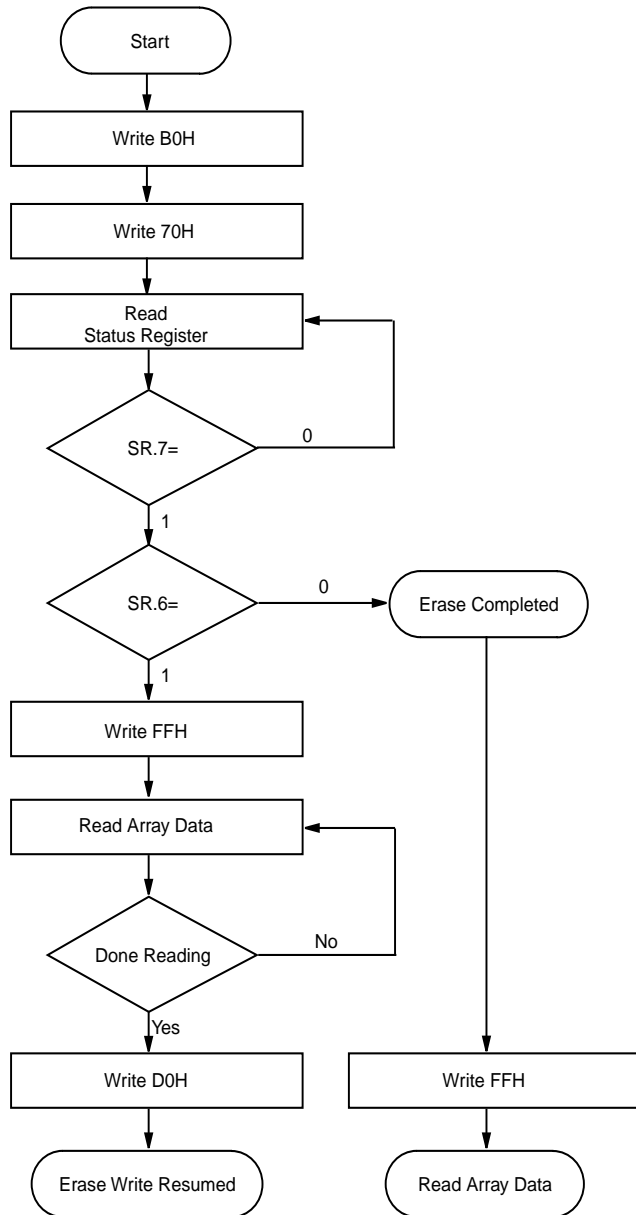 Start
Write B0H
Write 70H
Read
Status Register
SR.7=
0
1
SR.6=
0
Erase Completed
1
Write FFH
Read Array Data
Done Reading
No
Yes
Write D0H
Write FFH
Erase Write Resumed
Read Array Data